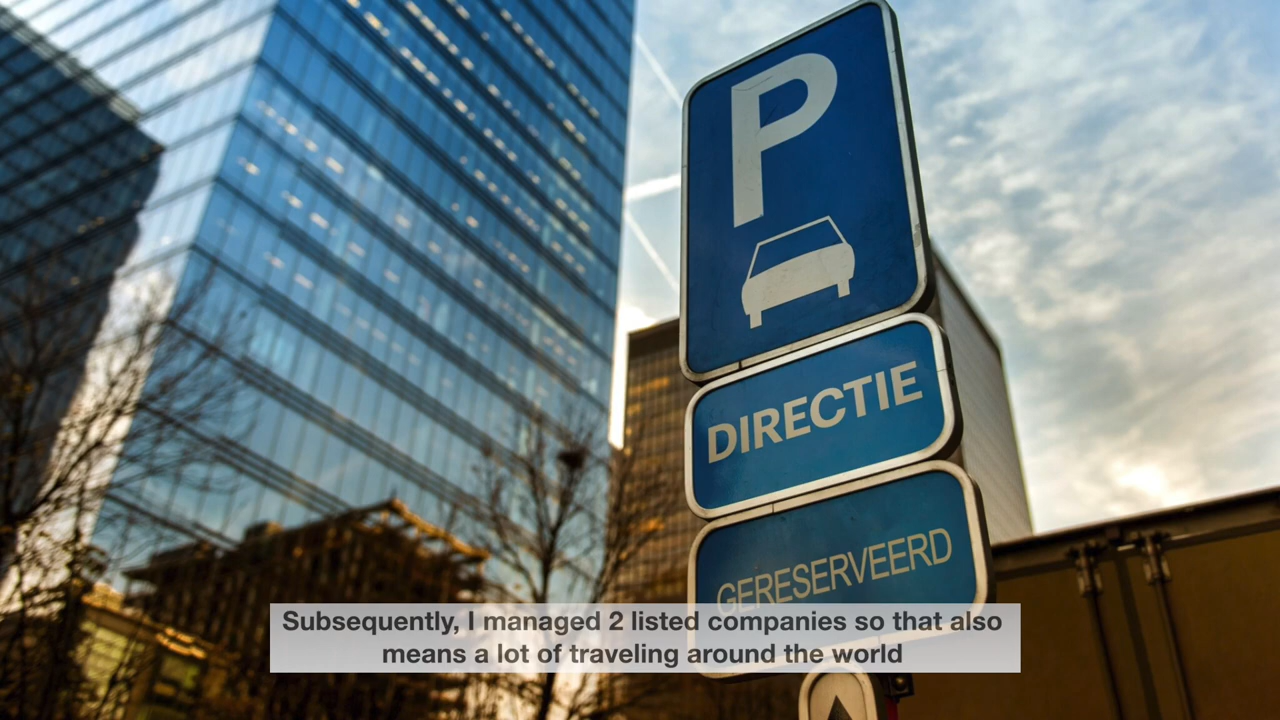 P
DIRECTIE
GERESERVEERD
Subsequently, I managed 2 listed companies so that also
means a lot of traveling around the world